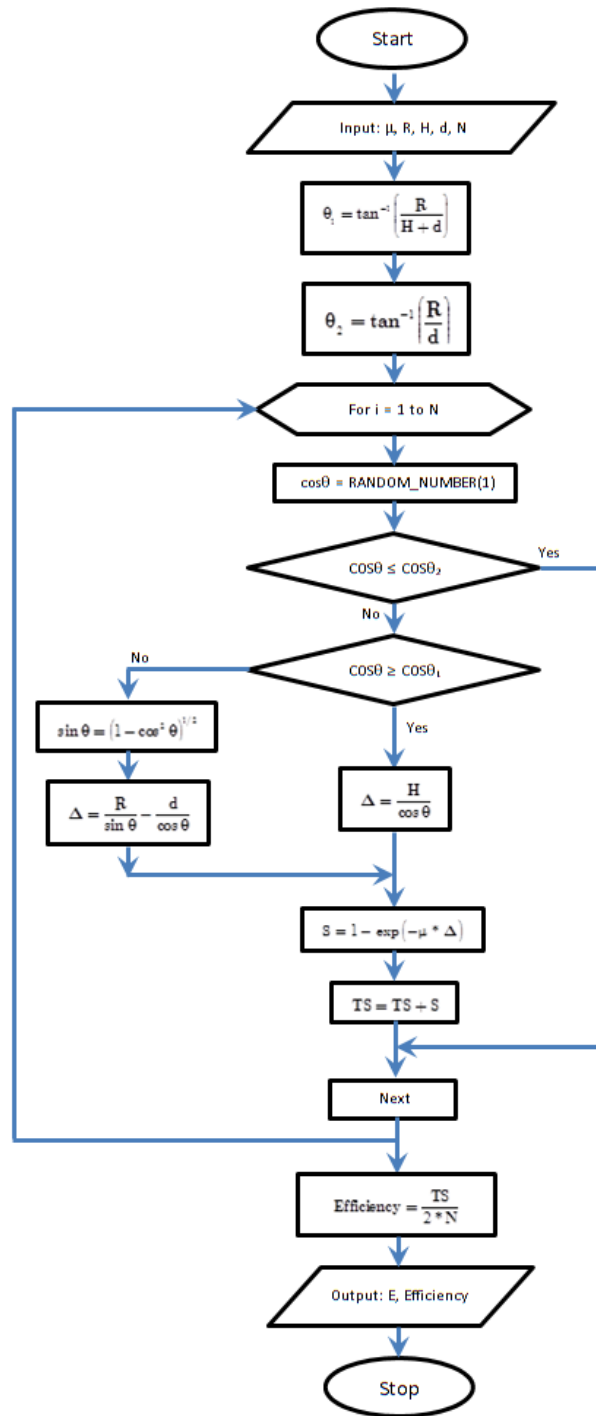 Start
Input: μ, R, H, d, N
θ₁ = tan⁻¹(R / (H + d))
θ₂ = tan⁻¹(R / d)
For i = 1 to N
cosθ = RANDOM_NUMBER(1)
COSθ ≤ COSθ₂
Yes
No
COSθ ≥ COSθ₁
No
Yes
sin θ = (1 − cos² θ)^1/2
Δ = R / sin θ − d / cos θ
Δ = H / cos θ
S = 1 − exp(−μ * Δ)
TS = TS + S
Next
Efficiency = TS / 2 * N
Output: E, Efficiency
Stop